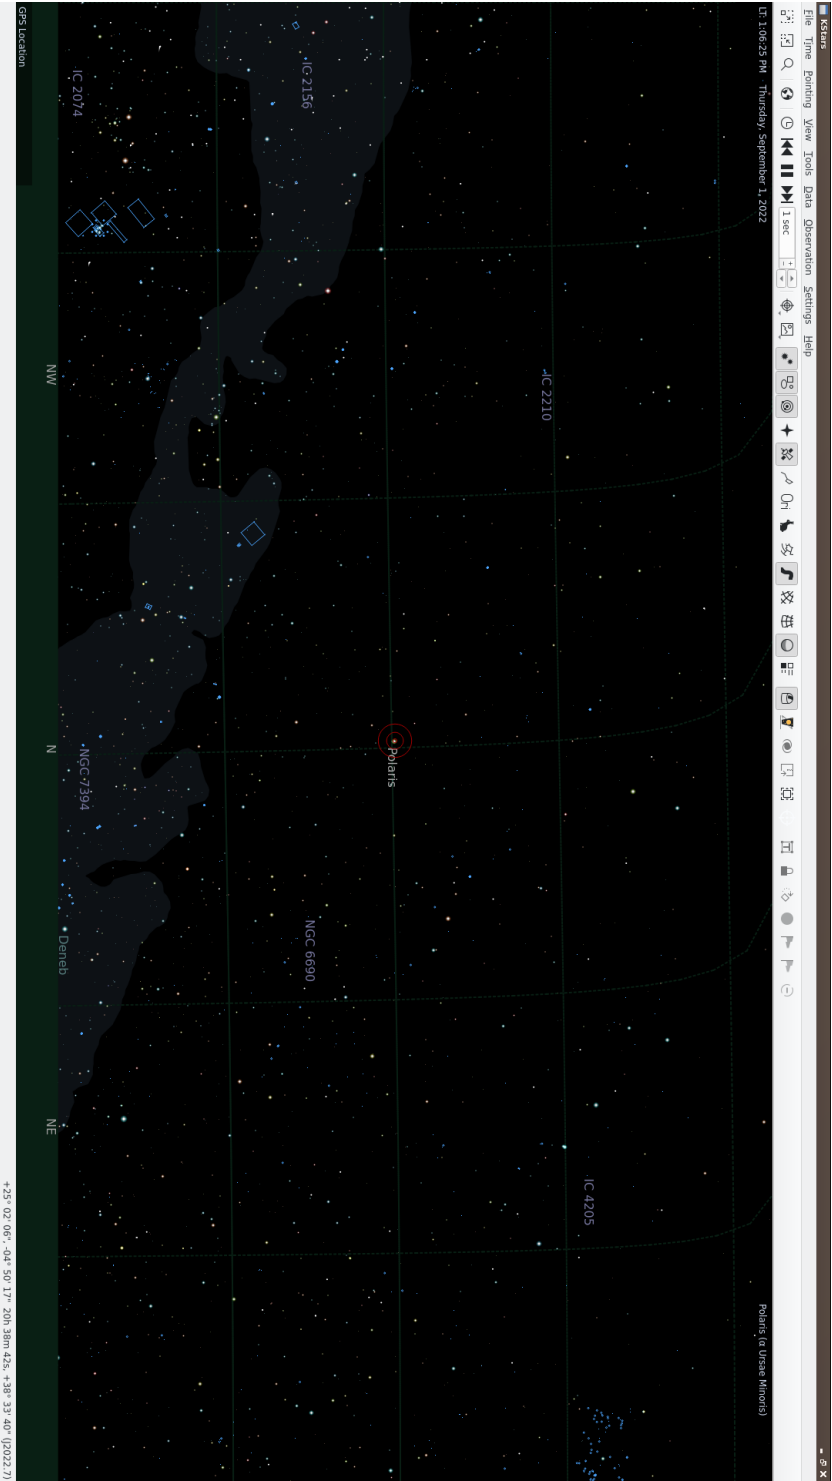 KStars
File Time Pointing View Tools Data Observation Settings Help
1 sec
Ori
LT: 1:06:25 PM Thursday, September 1, 2022
Polaris (α Ursae Minoris)
IC 4205
IC 2210
Polaris
IC 2156
NGC 6690
IC 2074
NGC 7394
Deneb
NW
N
NE
GPS Location
+25° 02' 06", -04° 50' 17" 20h 38m 42s, +38° 33' 40" (J2022.7)